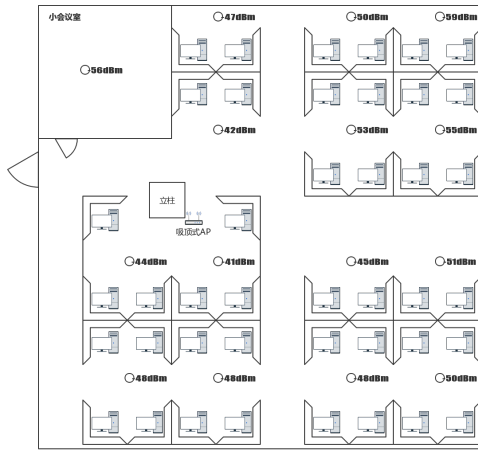 小会议室
-47dBm
-50dBm
-59dBm
-56dBm
-42dBm
-53dBm
-55dBm
立柱
吸顶式AP
-44dBm
-41dBm
-45dBm
-51dBm
-48dBm
-48dBm
-48dBm
-50dBm